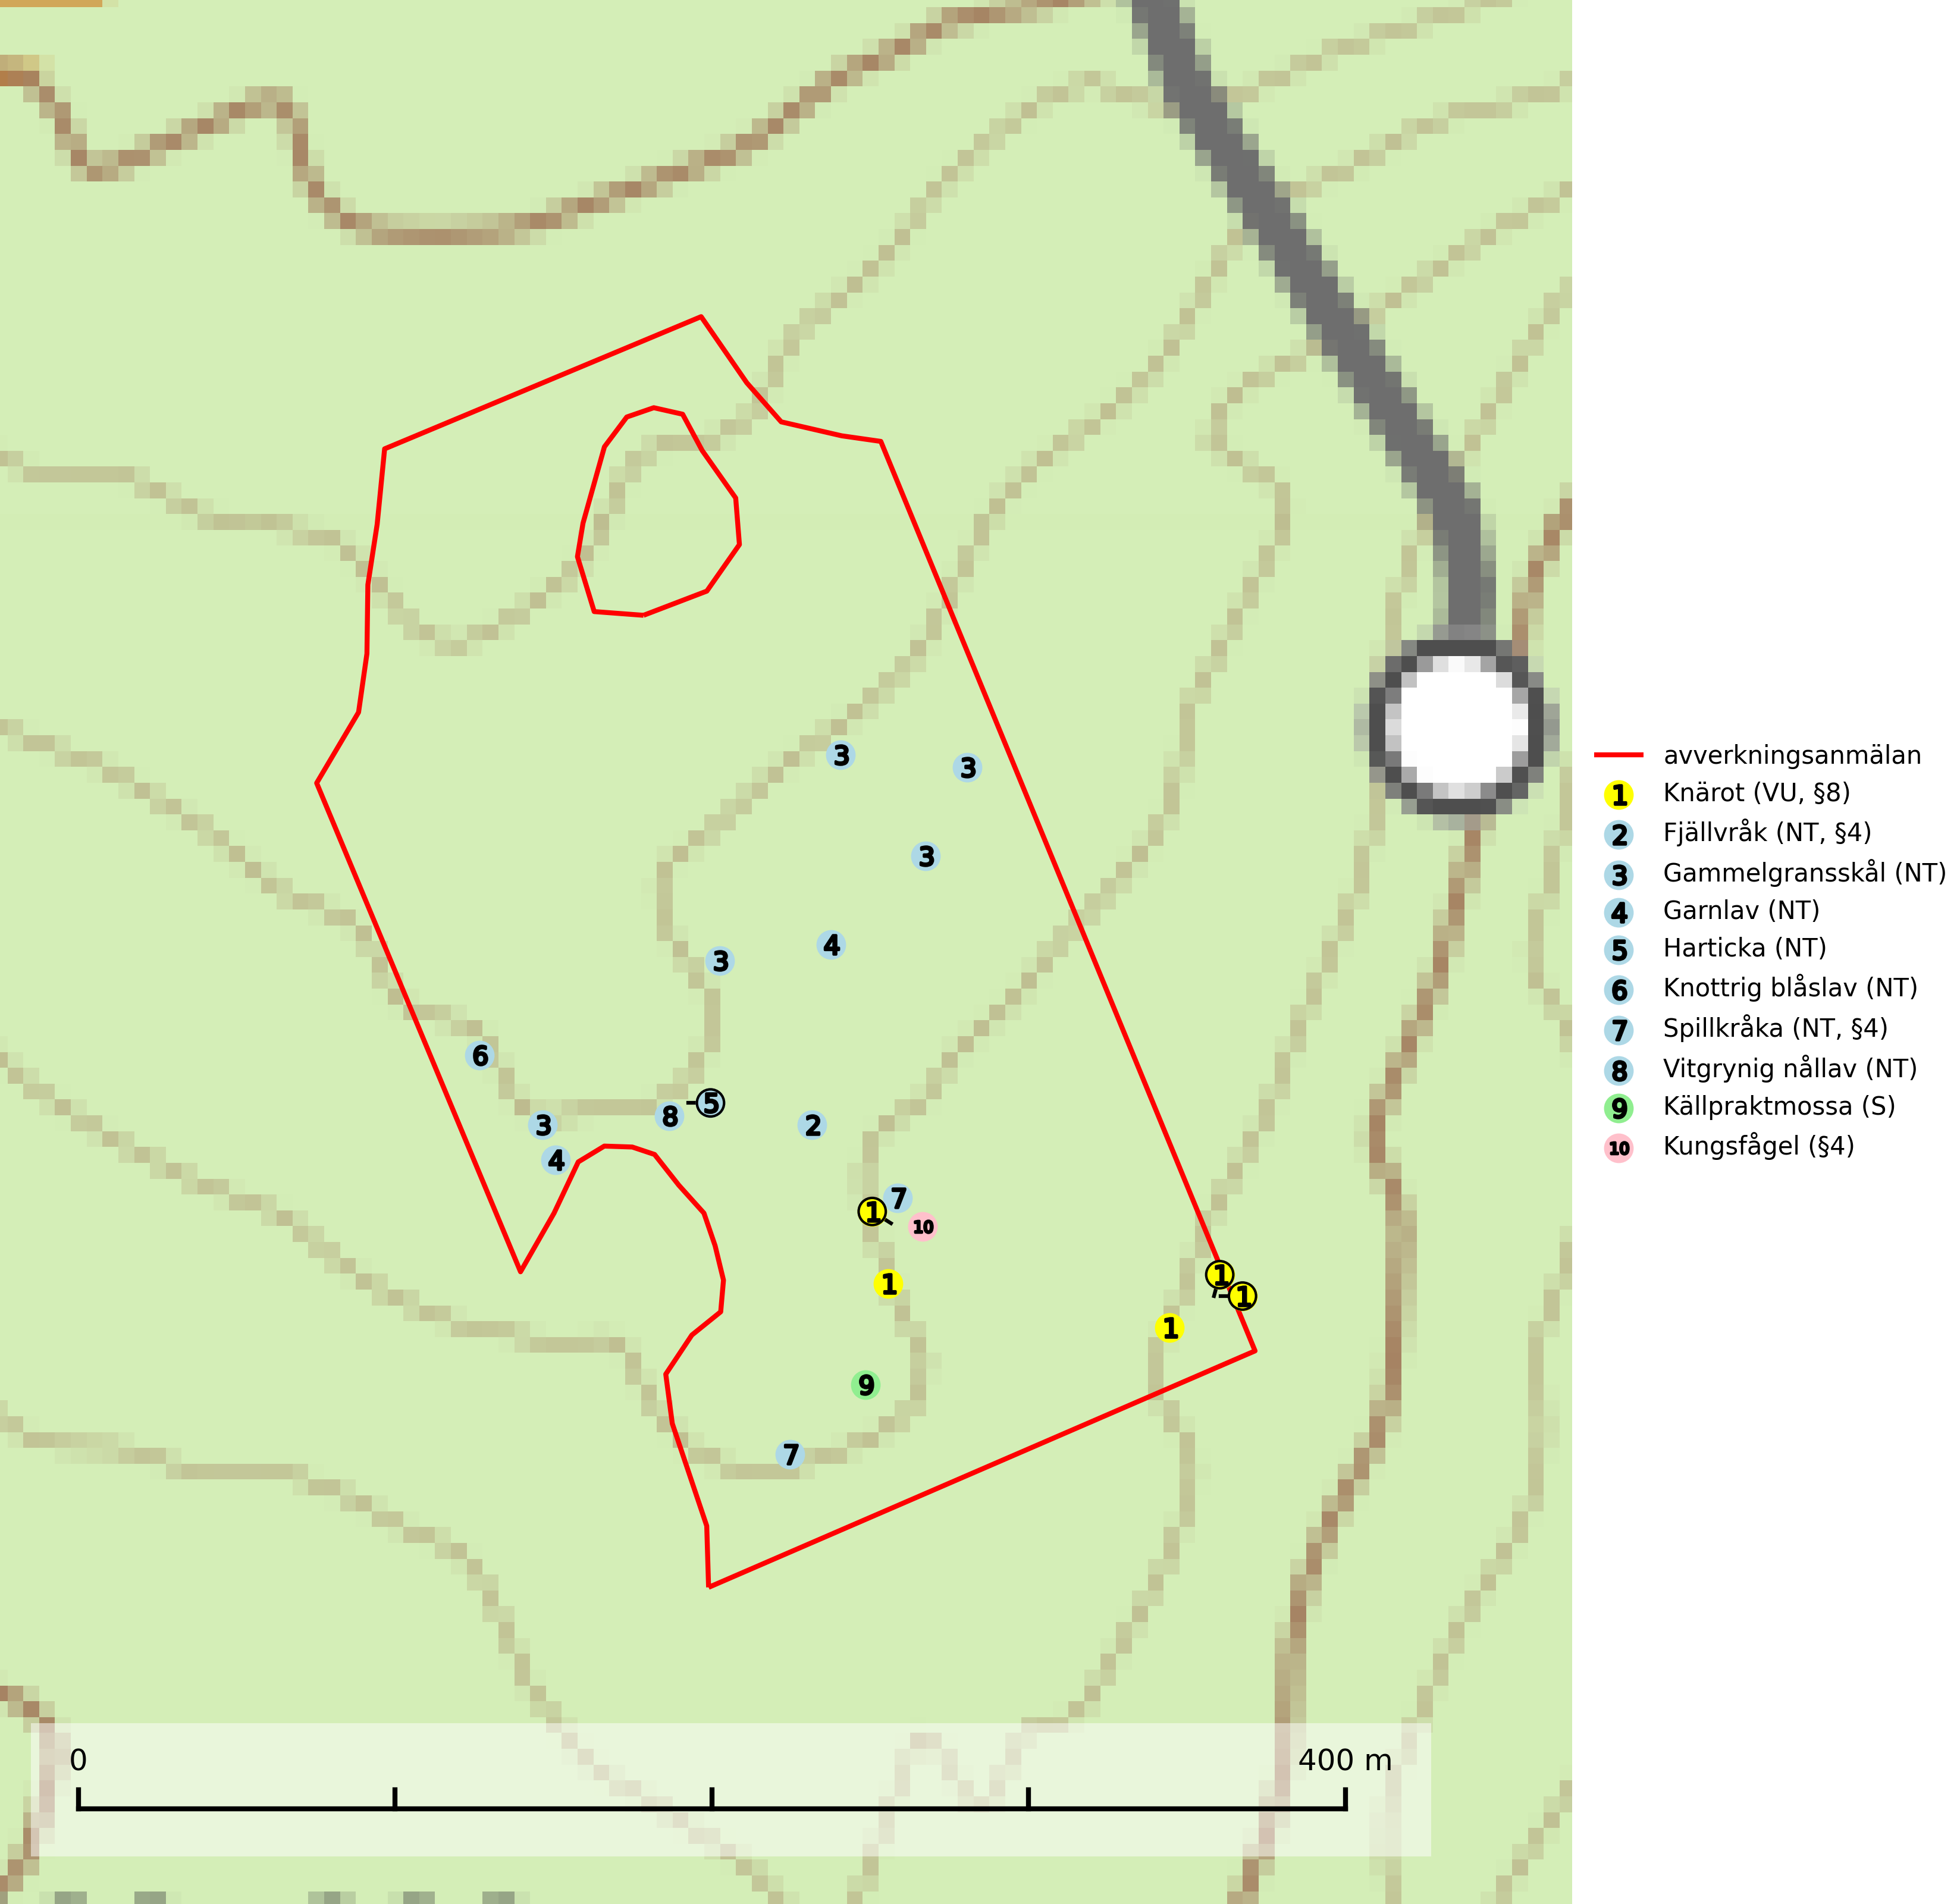 3
3
3
4
3
6
5
8
3
2
4
7
1
10
1
1
1
1
9
7
0
400 m
avverkningsanmälan
1 Knärot (VU, §8)
2 Fjällvråk (NT, §4)
3 Gammelgransskål (NT)
4 Garnlav (NT)
5 Harticka (NT)
6 Knottrig blåslav (NT)
7 Spillkråka (NT, §4)
8 Vitgrynig nållav (NT)
9 Källpraktmossa (S)
10 Kungsfågel (§4)